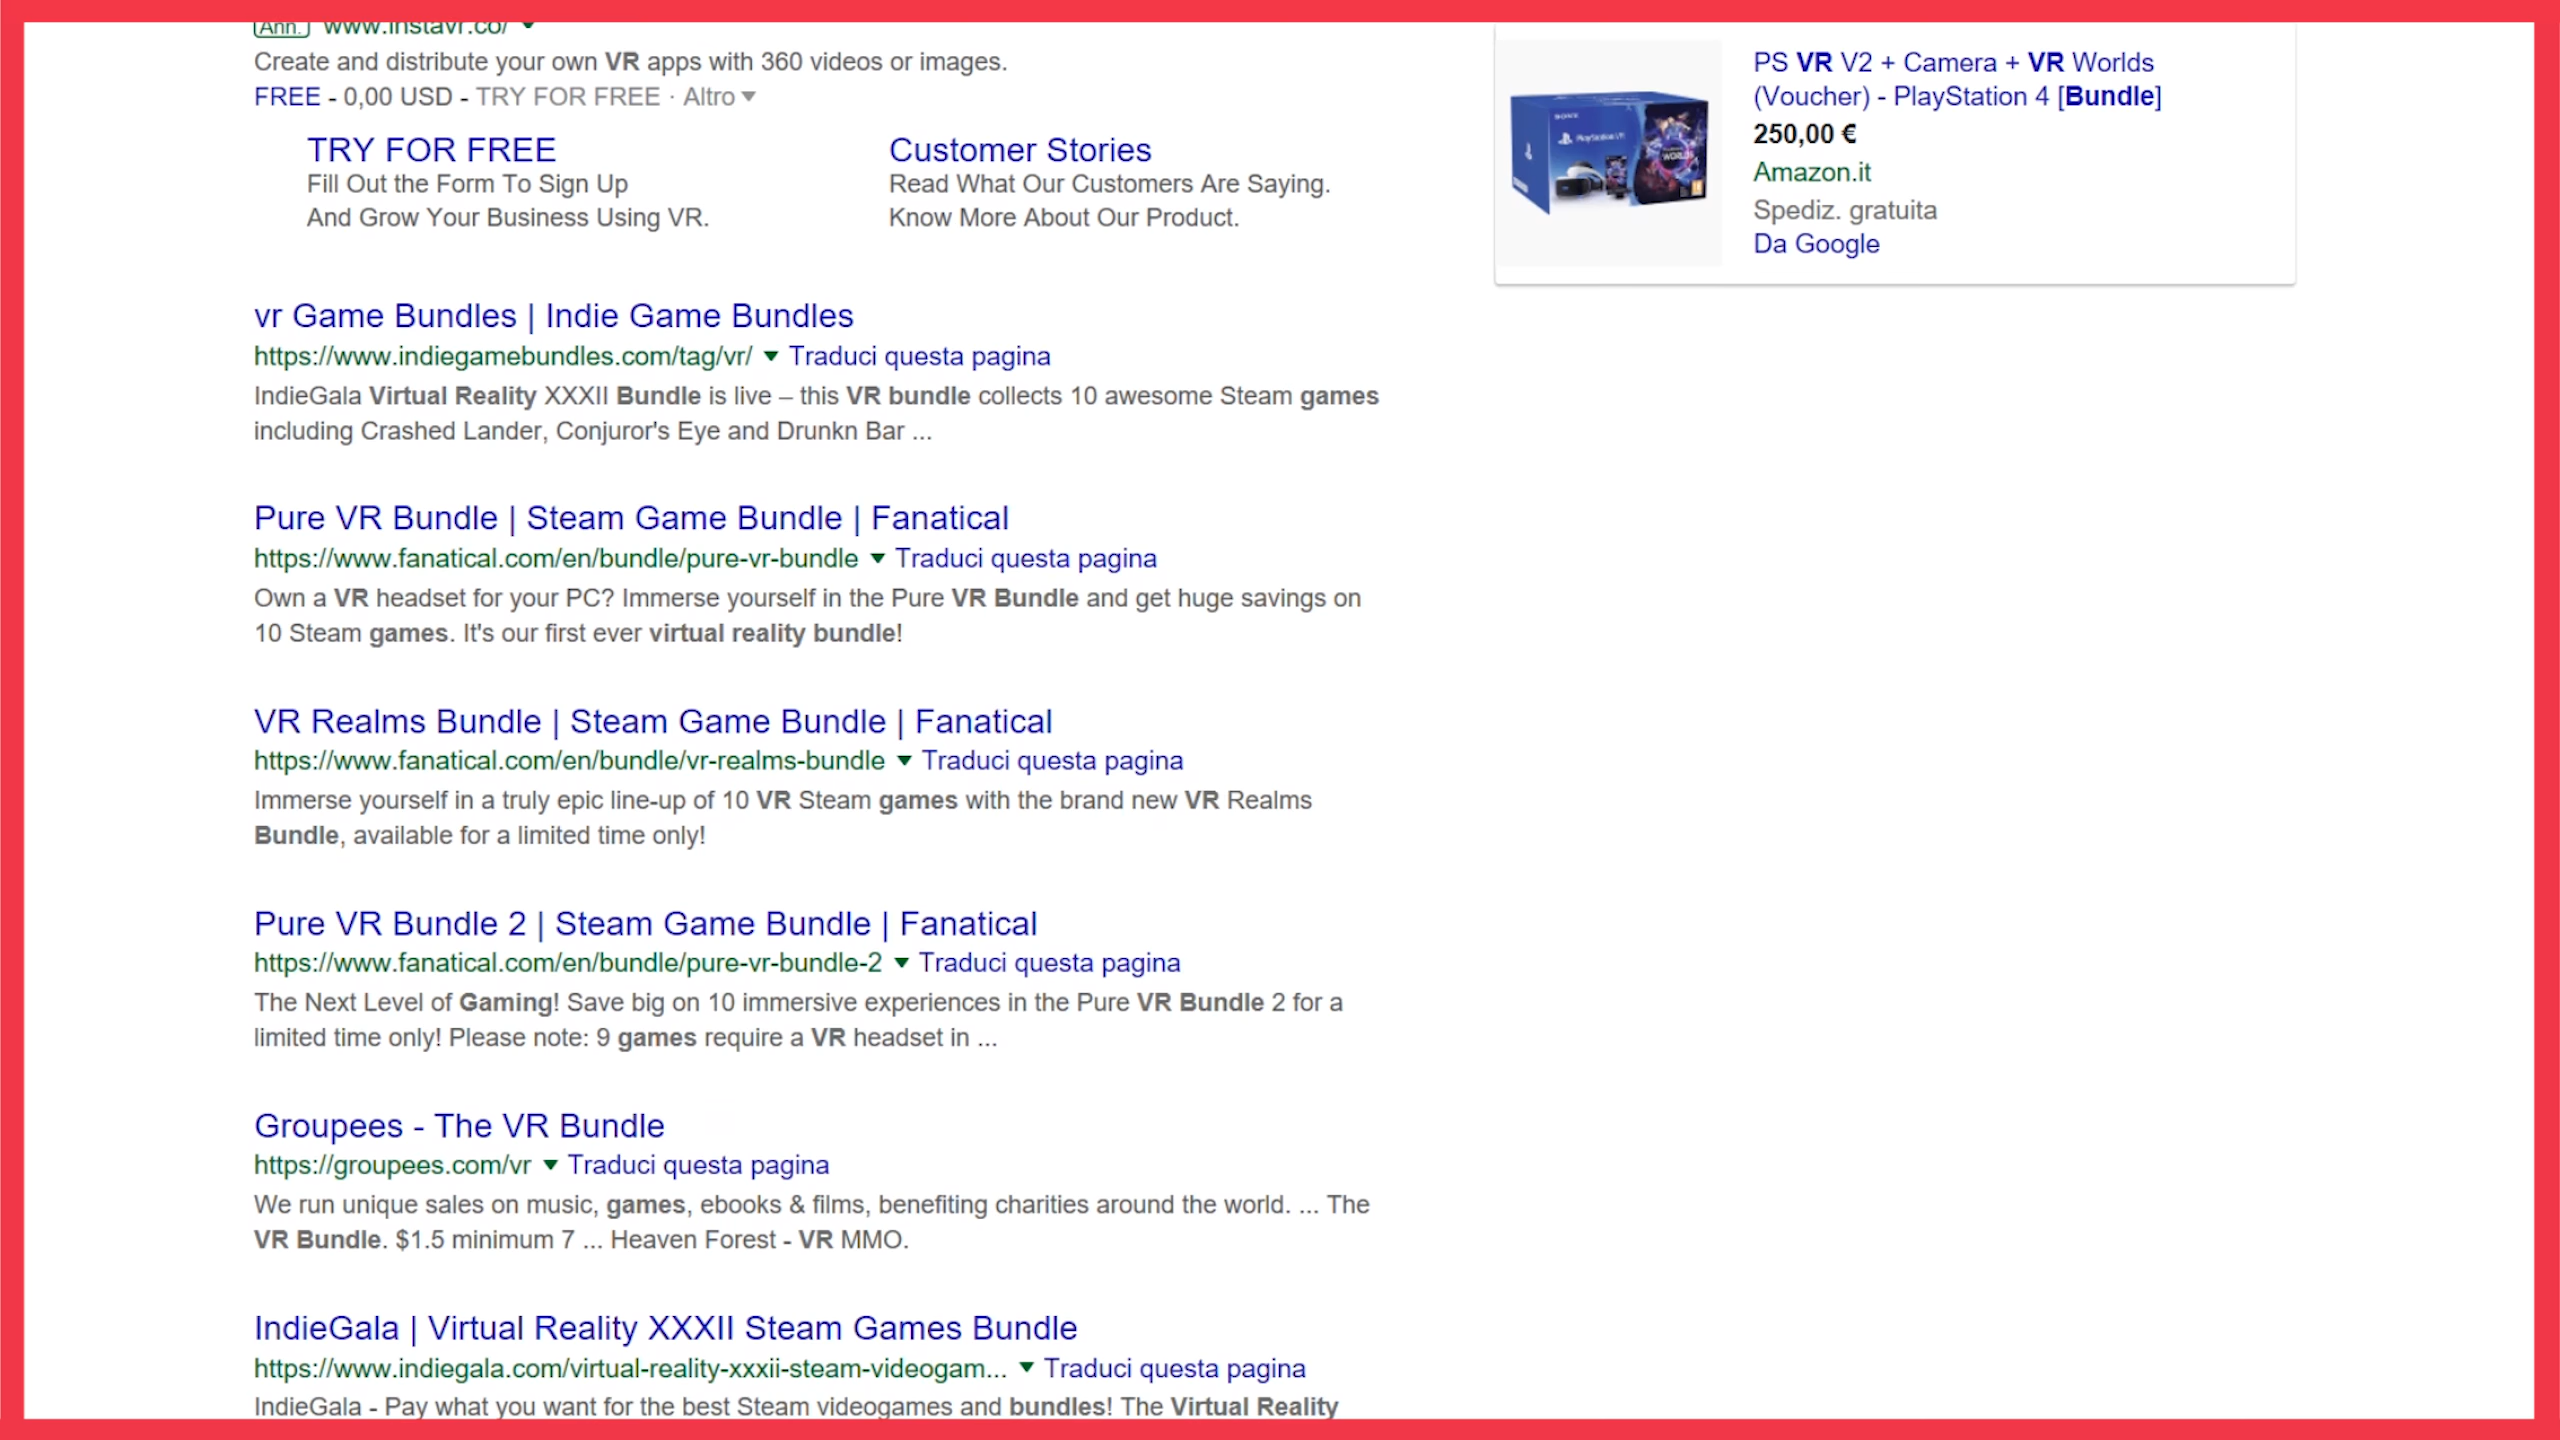 Ann. www.instavr.co/
Create and distribute your own VR apps with 360 videos or images.
FREE - 0,00 USD - TRY FOR FREE · Altro
TRY FOR FREE
Fill Out the Form To Sign Up
And Grow Your Business Using VR.
Customer Stories
Read What Our Customers Are Saying.
Know More About Our Product.
vr Game Bundles | Indie Game Bundles
https://www.indiegamebundles.com/tag/vr/ Traduci questa pagina
IndieGala Virtual Reality XXXII Bundle is live – this VR bundle collects 10 awesome Steam games
including Crashed Lander, Conjuror's Eye and Drunkn Bar ...
Pure VR Bundle | Steam Game Bundle | Fanatical
https://www.fanatical.com/en/bundle/pure-vr-bundle Traduci questa pagina
Own a VR headset for your PC? Immerse yourself in the Pure VR Bundle and get huge savings on
10 Steam games. It's our first ever virtual reality bundle!
VR Realms Bundle | Steam Game Bundle | Fanatical
https://www.fanatical.com/en/bundle/vr-realms-bundle Traduci questa pagina
Immerse yourself in a truly epic line-up of 10 VR Steam games with the brand new VR Realms
Bundle, available for a limited time only!
Pure VR Bundle 2 | Steam Game Bundle | Fanatical
https://www.fanatical.com/en/bundle/pure-vr-bundle-2 Traduci questa pagina
The Next Level of Gaming! Save big on 10 immersive experiences in the Pure VR Bundle 2 for a
limited time only! Please note: 9 games require a VR headset in ...
Groupees - The VR Bundle
https://groupees.com/vr Traduci questa pagina
We run unique sales on music, games, ebooks & films, benefiting charities around the world. ... The
VR Bundle. $1.5 minimum 7 ... Heaven Forest - VR MMO.
IndieGala | Virtual Reality XXXII Steam Games Bundle
https://www.indiegala.com/virtual-reality-xxxii-steam-videogam... Traduci questa pagina
IndieGala - Pay what you want for the best Steam videogames and bundles! The Virtual Reality
PS VR V2 + Camera + VR Worlds
(Voucher) - PlayStation 4 [Bundle]
250,00 €
Amazon.it
Spediz. gratuita
Da Google
SONY
PlayStation VR
WORLDS